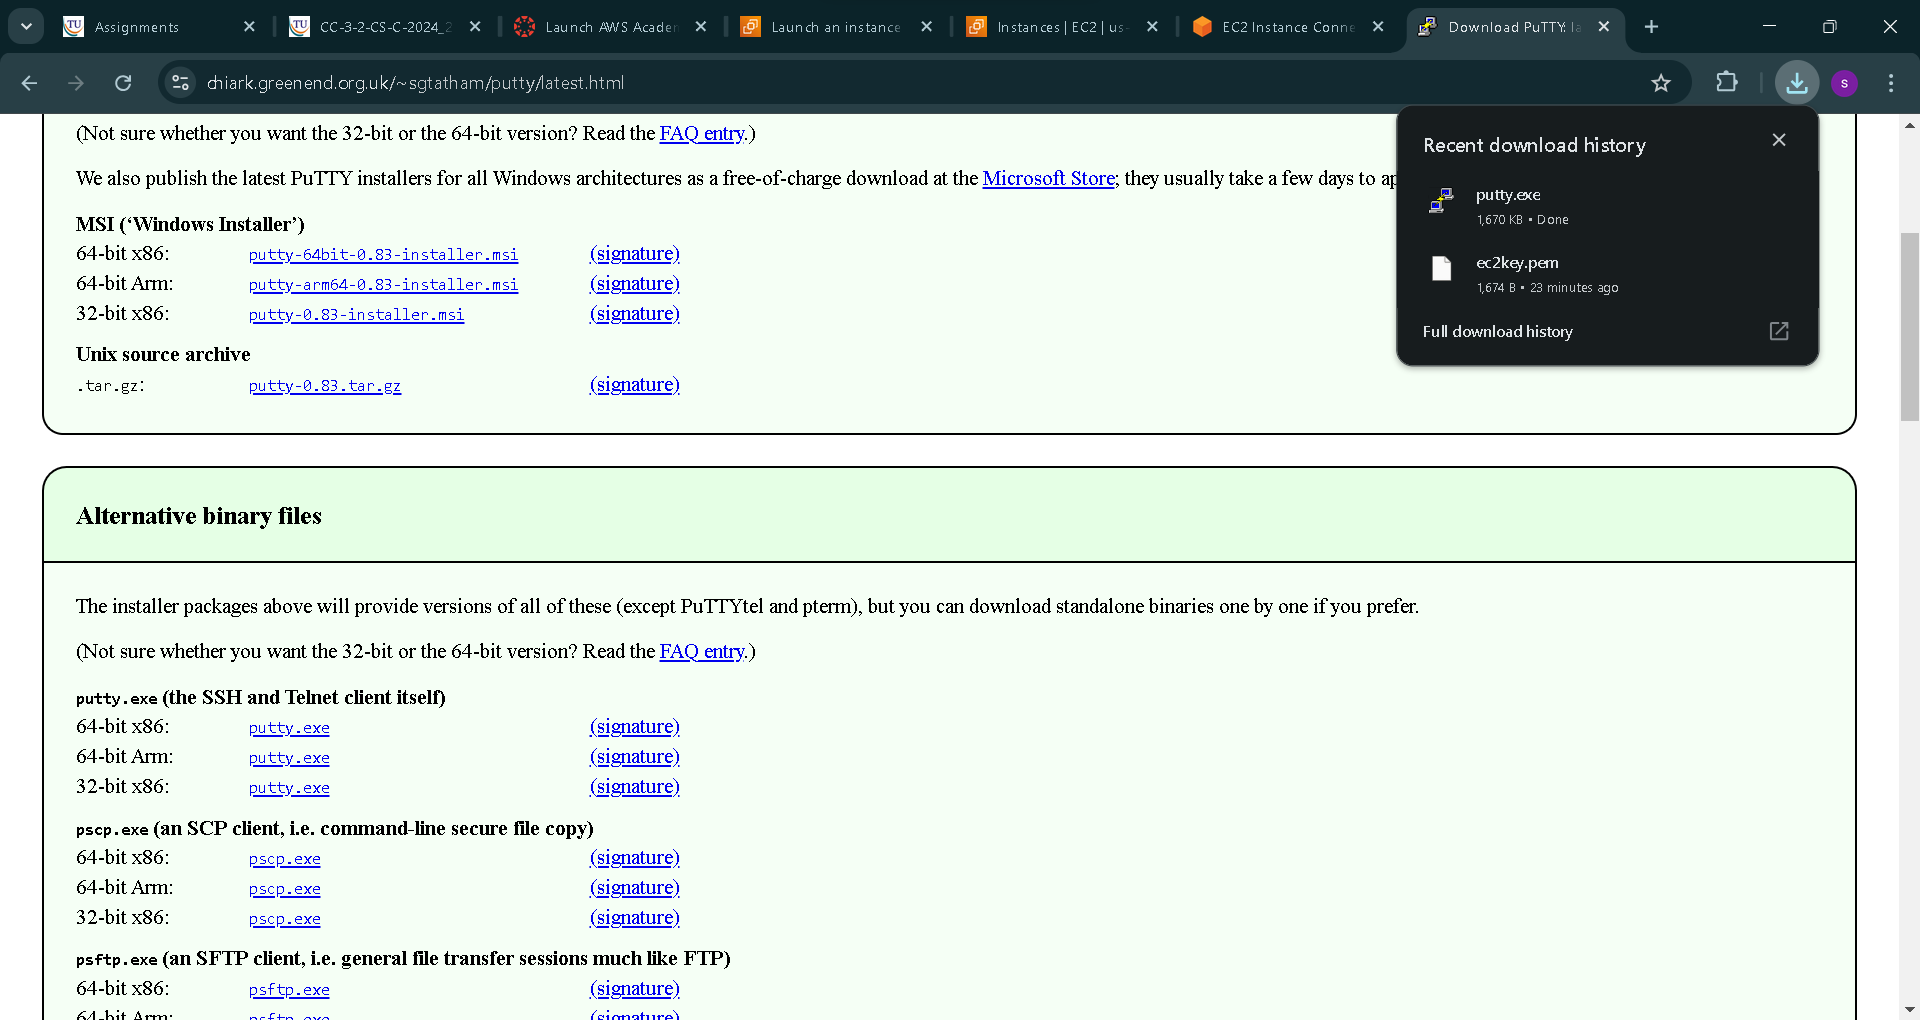 Assignments
CC-3-2-CS-C-2024_2
Launch AWS Acader
Launch an instance
Instances | EC2 | us-
EC2 Instance Conne
Download PuTTY: la
chiark.greenend.org.uk/~sgtatham/putty/latest.html
S
(Not sure whether you want the 32-bit or the 64-bit version? Read the FAQ entry.)
We also publish the latest PuTTY installers for all Windows architectures as a free-of-charge download at the Microsoft Store; they usually take a few days to ap
MSI (‘Windows Installer’)
64-bit x86: putty-64bit-0.83-installer.msi (signature)
64-bit Arm: putty-arm64-0.83-installer.msi (signature)
32-bit x86: putty-0.83-installer.msi (signature)
Unix source archive
.tar.gz: putty-0.83.tar.gz (signature)
Recent download history
putty.exe
1,670 KB • Done
ec2key.pem
1,674 B • 23 minutes ago
Full download history
Alternative binary files
The installer packages above will provide versions of all of these (except PuTTYtel and pterm), but you can download standalone binaries one by one if you prefer.
(Not sure whether you want the 32-bit or the 64-bit version? Read the FAQ entry.)
putty.exe (the SSH and Telnet client itself)
64-bit x86: putty.exe (signature)
64-bit Arm: putty.exe (signature)
32-bit x86: putty.exe (signature)
pscp.exe (an SCP client, i.e. command-line secure file copy)
64-bit x86: pscp.exe (signature)
64-bit Arm: pscp.exe (signature)
32-bit x86: pscp.exe (signature)
psftp.exe (an SFTP client, i.e. general file transfer sessions much like FTP)
64-bit x86: psftp.exe (signature)
64-bit Arm: psftp.exe (signature)